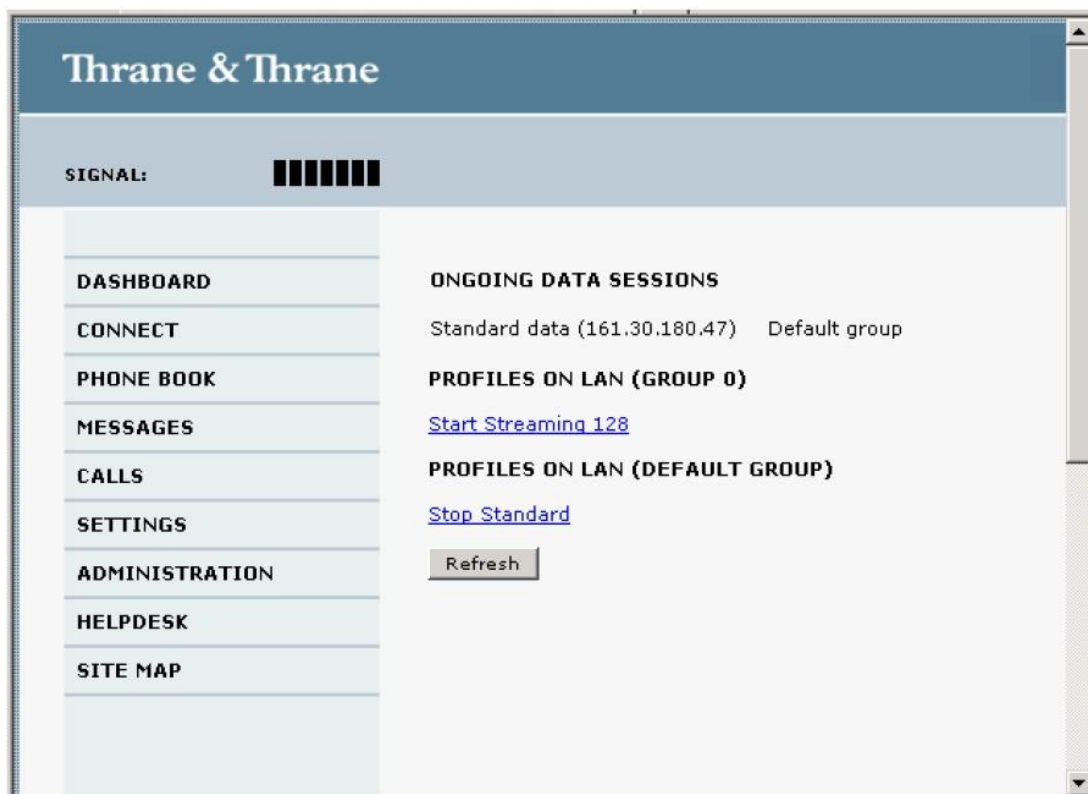 Thrane & Thrane
SIGNAL:
DASHBOARD
CONNECT
PHONE BOOK
MESSAGES
CALLS
SETTINGS
ADMINISTRATION
HELPDESK
SITE MAP
ONGOING DATA SESSIONS
Standard data (161.30.180.47) Default group
PROFILES ON LAN (GROUP 0)
Start Streaming 128
PROFILES ON LAN (DEFAULT GROUP)
Stop Standard
Refresh